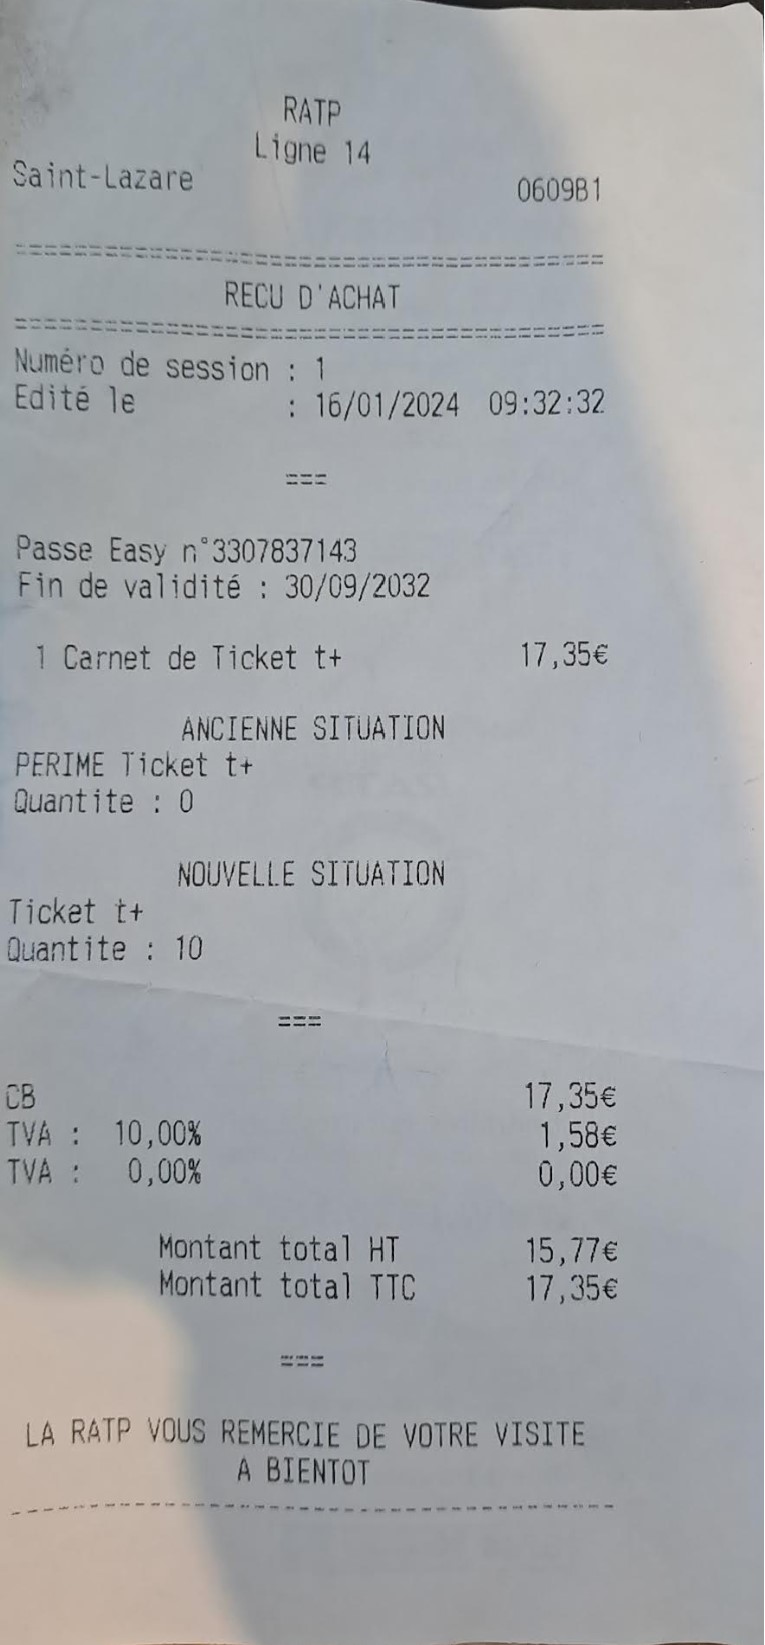 RATP
Ligne 14
Saint-Lazare 0609B1
==========================================
RECU D'ACHAT
==========================================
Numéro de session : 1
Edité le : 16/01/2024 09:32:32
===
Passe Easy n°3307837143
Fin de validité : 30/09/2032
1 Carnet de Ticket t+ 17,35€
ANCIENNE SITUATION
PERIME Ticket t+
Quantite : 0
NOUVELLE SITUATION
Ticket t+
Quantite : 10
===
CB 17,35€
TVA : 10,00% 1,58€
TVA : 0,00% 0,00€
Montant total HT 15,77€
Montant total TTC 17,35€
===
LA RATP VOUS REMERCIE DE VOTRE VISITE
A BIENTOT
------------------------------------------